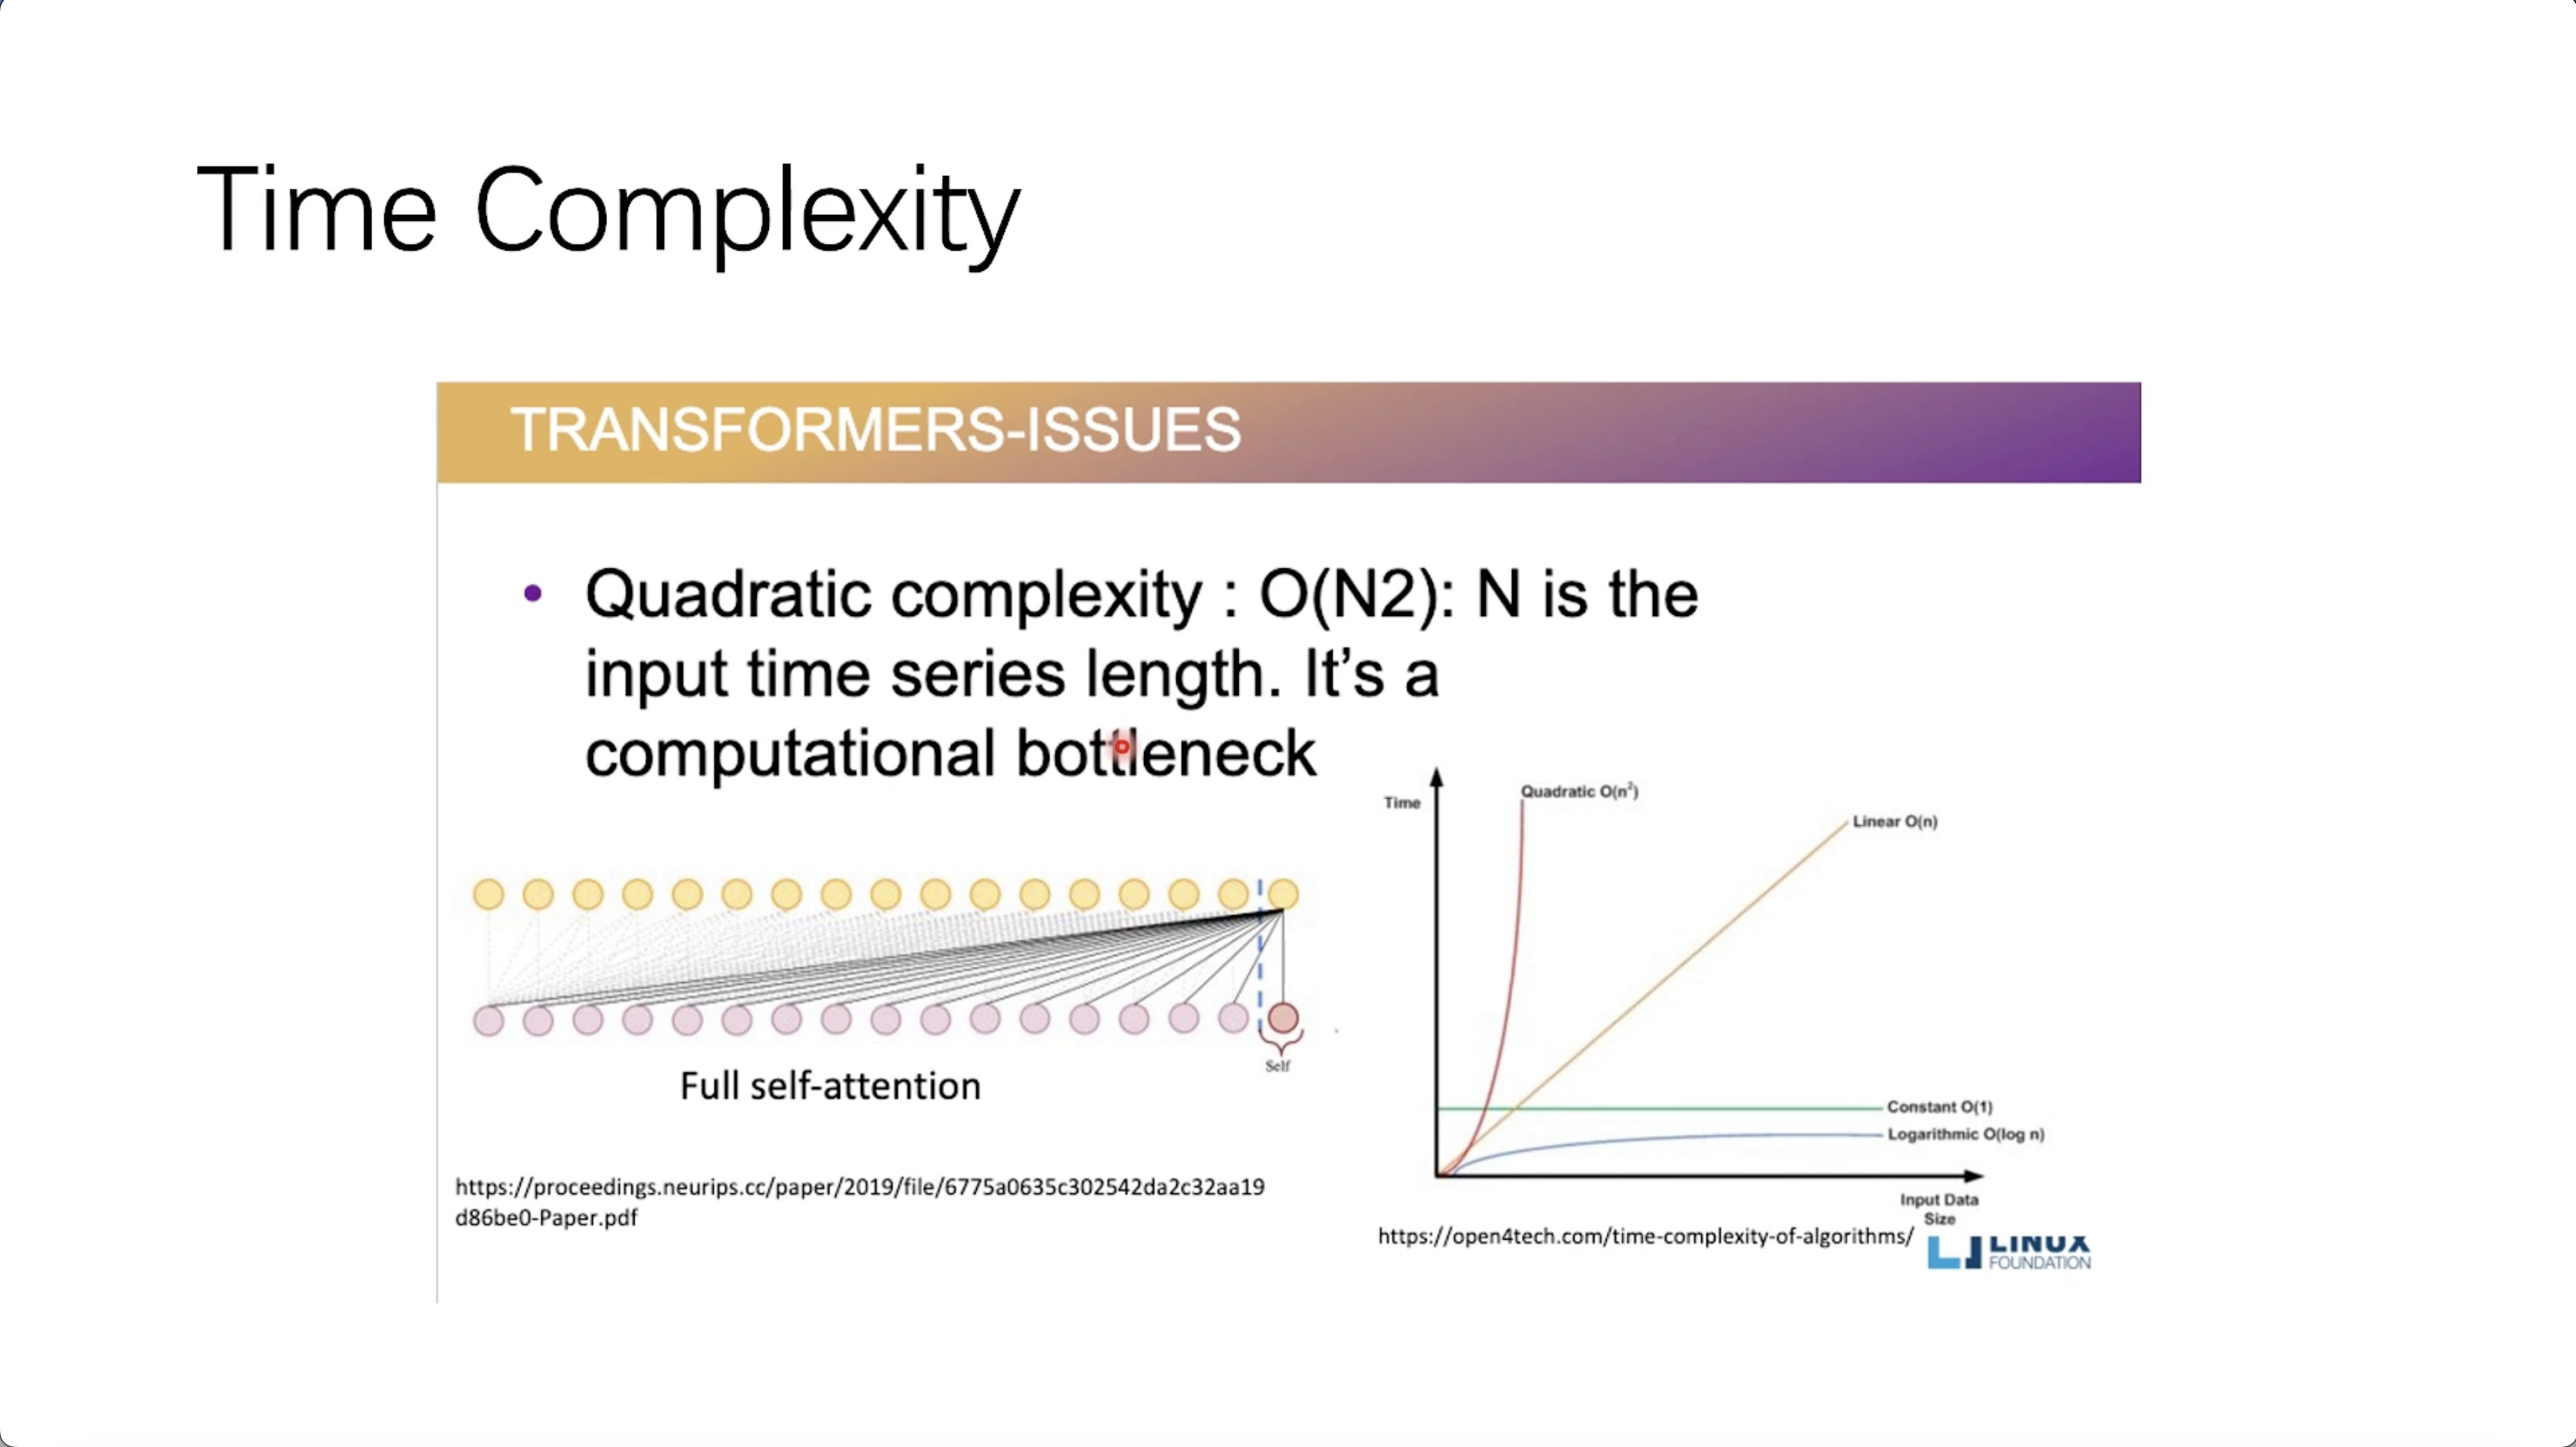 Time Complexity
TRANSFORMERS-ISSUES
• Quadratic complexity : O(N2): N is the
input time series length. It’s a
computational bottleneck
Time
Quadratic O(n²)
Linear O(n)
Constant O(1)
Logarithmic O(log n)
Input Data
Size
Self
Full self-attention
https://proceedings.neurips.cc/paper/2019/file/6775a0635c302542da2c32aa19
d86be0-Paper.pdf
https://open4tech.com/time-complexity-of-algorithms/
LINUX
FOUNDATION